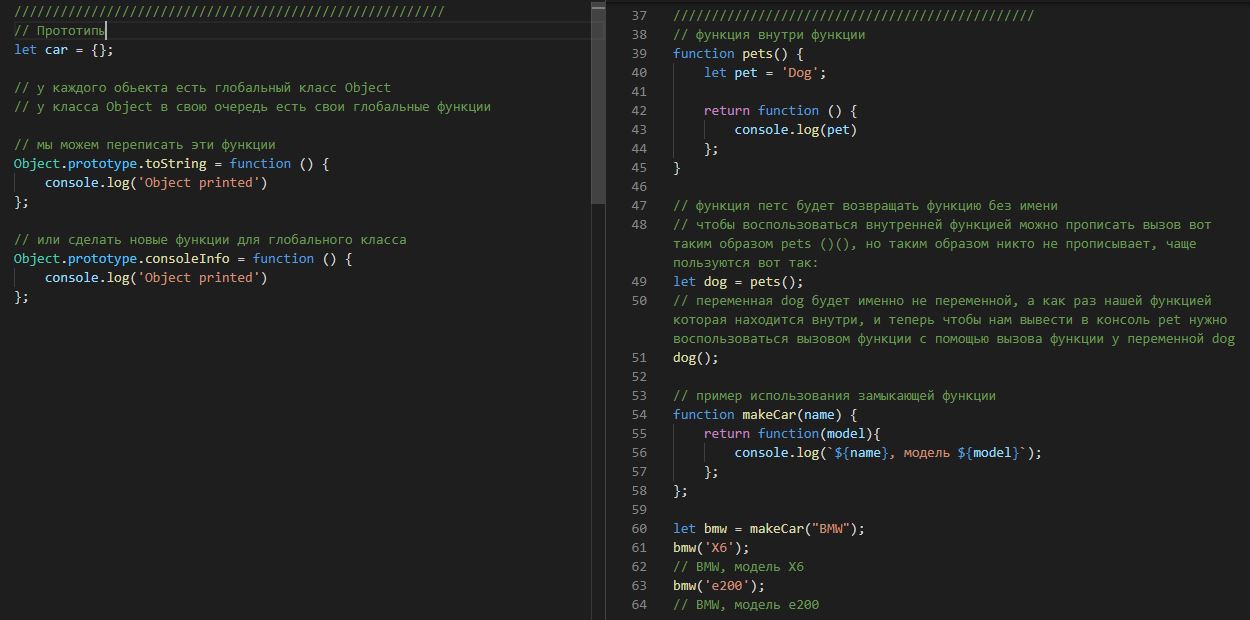 ////////////////////////////////////////////////////////
// Прототипы
let car = {};
// у каждого обьекта есть глобальный класс Object
// у класса Object в свою очередь есть свои глобальные функции
// мы можем переписать эти функции
Object.prototype.toString = function () {
console.log('Object printed')
};
// или сделать новые функции для глобального класса
Object.prototype.consoleInfo = function () {
console.log('Object printed')
};
37 ///////////////////////////////////////////////
38 // функция внутри функции
39 function pets() {
40 let pet = 'Dog';
41
42 return function () {
43 console.log(pet)
44 };
45 }
46
47 // функция петс будет возвращать функцию без имени
48 // чтобы воспользоваться внутренней функцией можно прописать вызов вот
таким образом pets ()(), но таким образом никто не прописывает, чаще
пользуются вот так:
49 let dog = pets();
50 // переменная dog будет именно не переменной, а как раз нашей функцией
которая находится внутри, и теперь чтобы нам вывести в консоль pet нужно
воспользоваться вызовом функции с помощью вызова функции у переменной dog
51 dog();
52
53 // пример использования замыкающей функции
54 function makeCar(name) {
55 return function(model){
56 console.log(`${name}, модель ${model}`);
57 };
58 };
59
60 let bmw = makeCar("BMW");
61 bmw('X6');
62 // BMW, модель X6
63 bmw('e200');
64 // BMW, модель e200